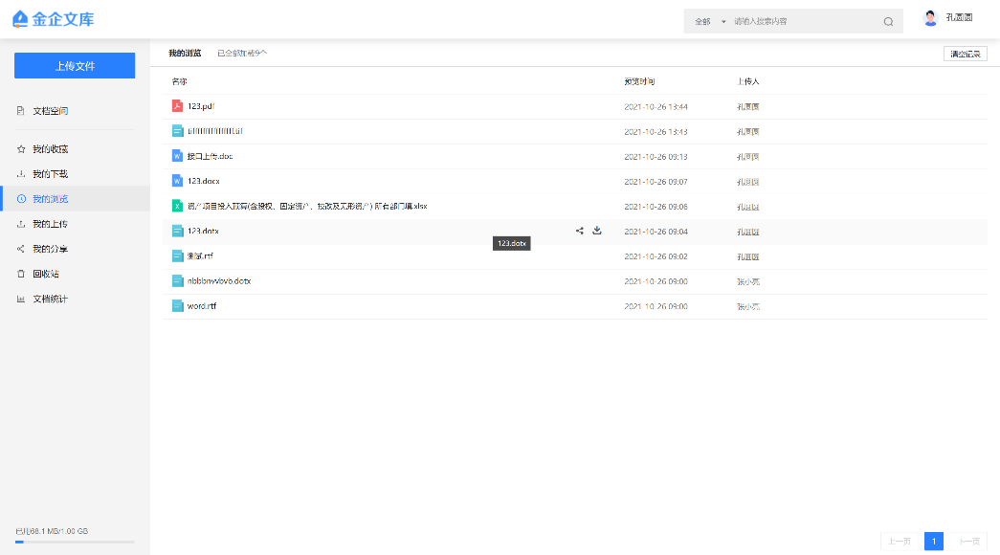 金企文库
全部
请输入搜索内容
孔圆圆
上传文件
文档空间
我的收藏
我的下载
我的浏览
我的上传
我的分享
回收站
文档统计
已用68.1 MB/1.00 GB
我的浏览 已全部加载9个
清空记录
名称 预览时间 上传人
123.pdf 2021-10-26 13:44 孔圆圆
2021-10-26 13:43 孔圆圆
接口上传.doc 2021-10-26 09:13 孔圆圆
123.docx 2021-10-26 09:07 孔圆圆
资产项目投入预算(含股权、固定资产、技改及无形资产) 所有部门填.xlsx 2021-10-26 09:06 孔圆圆
123.dotx 2021-10-26 09:04 孔圆圆
123.dotx
测试.rtf 2021-10-26 09:02 孔圆圆
nbbbnvvbvb.dotx 2021-10-26 09:00 张小亮
word.rtf 2021-10-26 09:00 张小亮
上一页 1 下一页